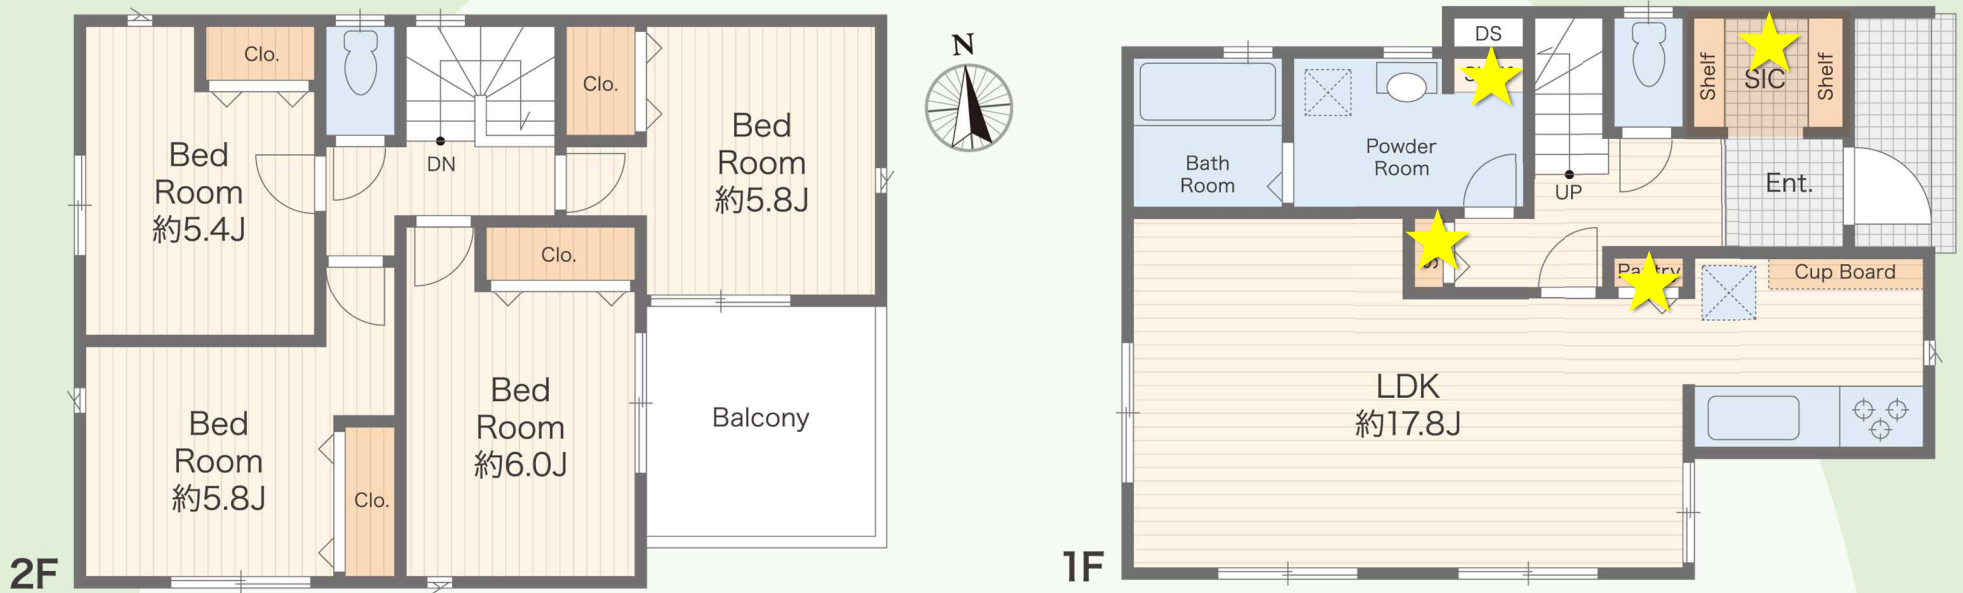 Clo.
Clo.
Bed
Room
約5.4J
DN
Bed
Room
約5.8J
Clo.
Bed
Room
約5.8J
Clo.
Bed
Room
約6.0J
Balcony
2F
N
DS
Shelf
SIC
Shelf
Bath
Room
Powder
Room
UP
Ent.
Pantry
Cup Board
LDK
約17.8J
1F